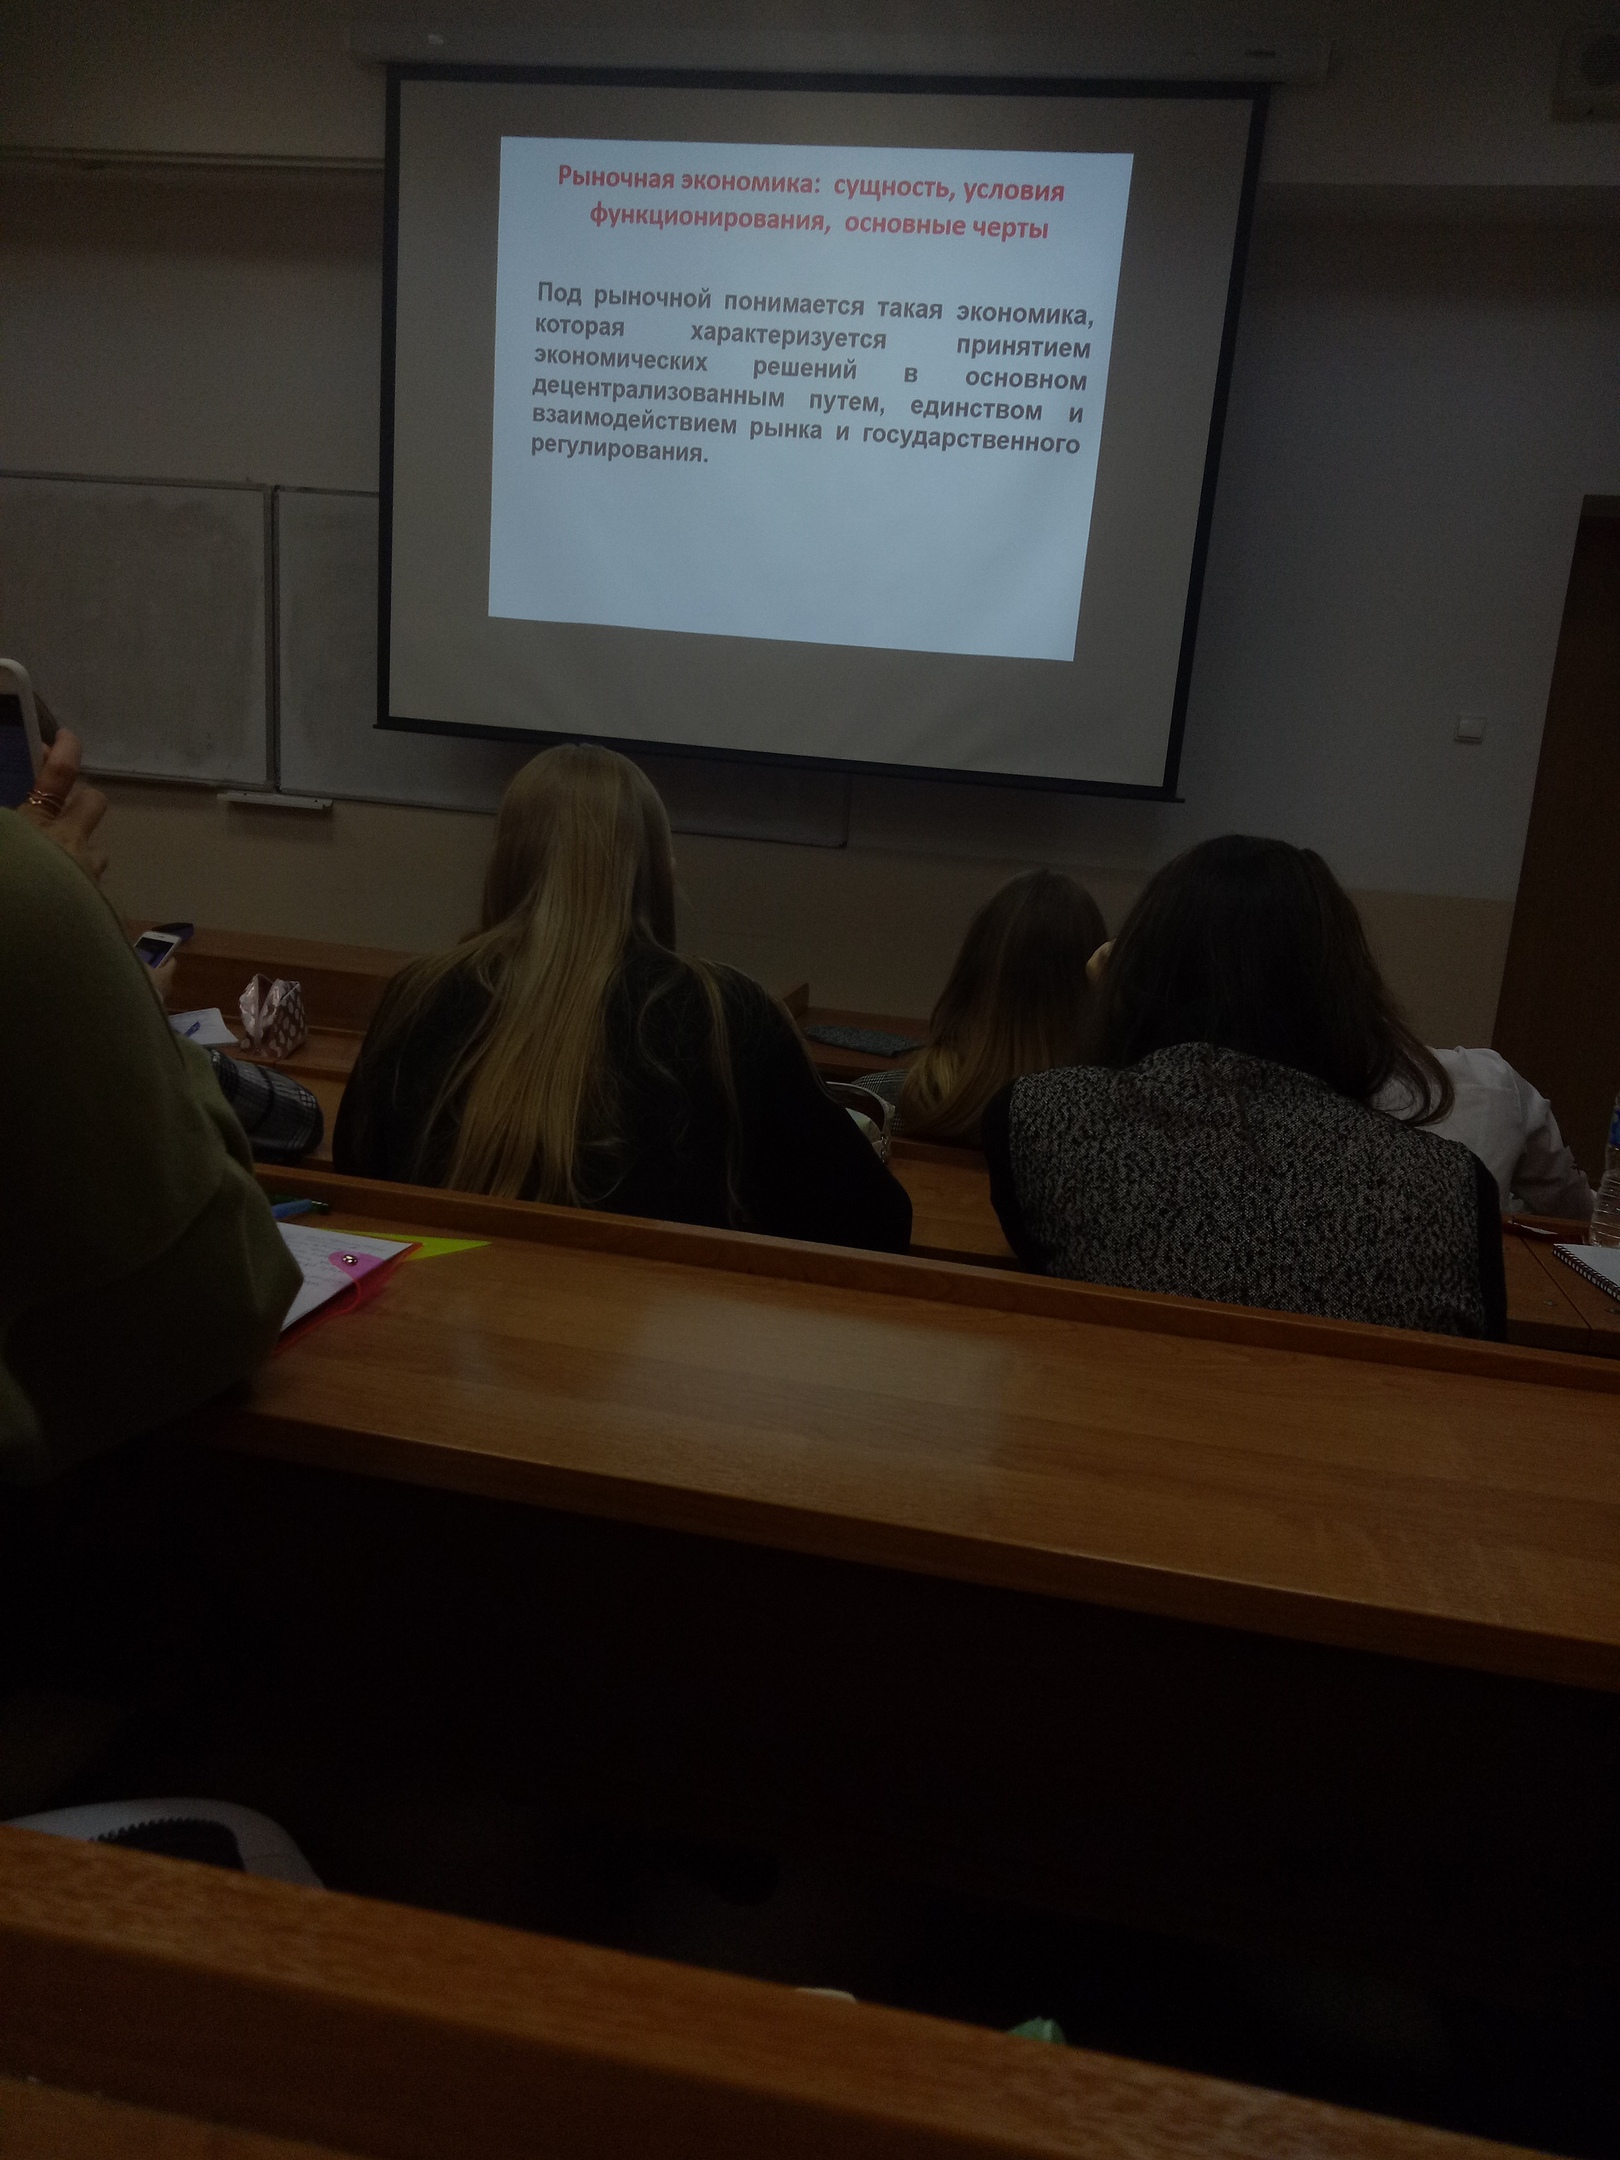 Рыночная экономика: сущность, условия
функционирования, основные черты
Под рыночной понимается такая экономика,
которая характеризуется принятием
экономических решений в основном
децентрализованным путем, единством и
взаимодействием рынка и государственного
регулирования.